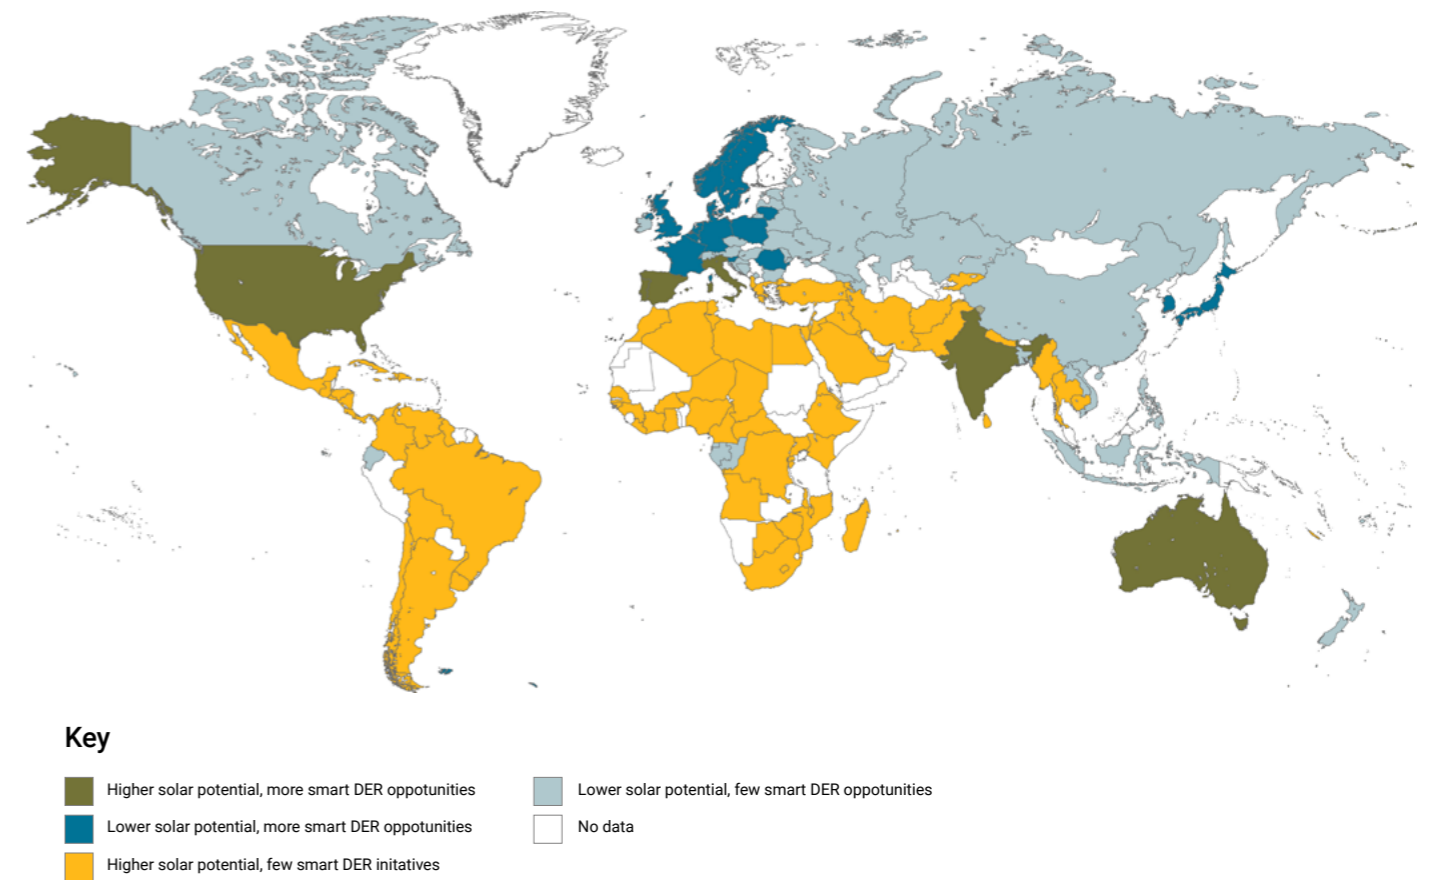 Key
Higher solar potential, more smart DER oppotunities
Lower solar potential, more smart DER oppotunities
Higher solar potential, few smart DER initatives
Lower solar potential, few smart DER oppotunities
No data